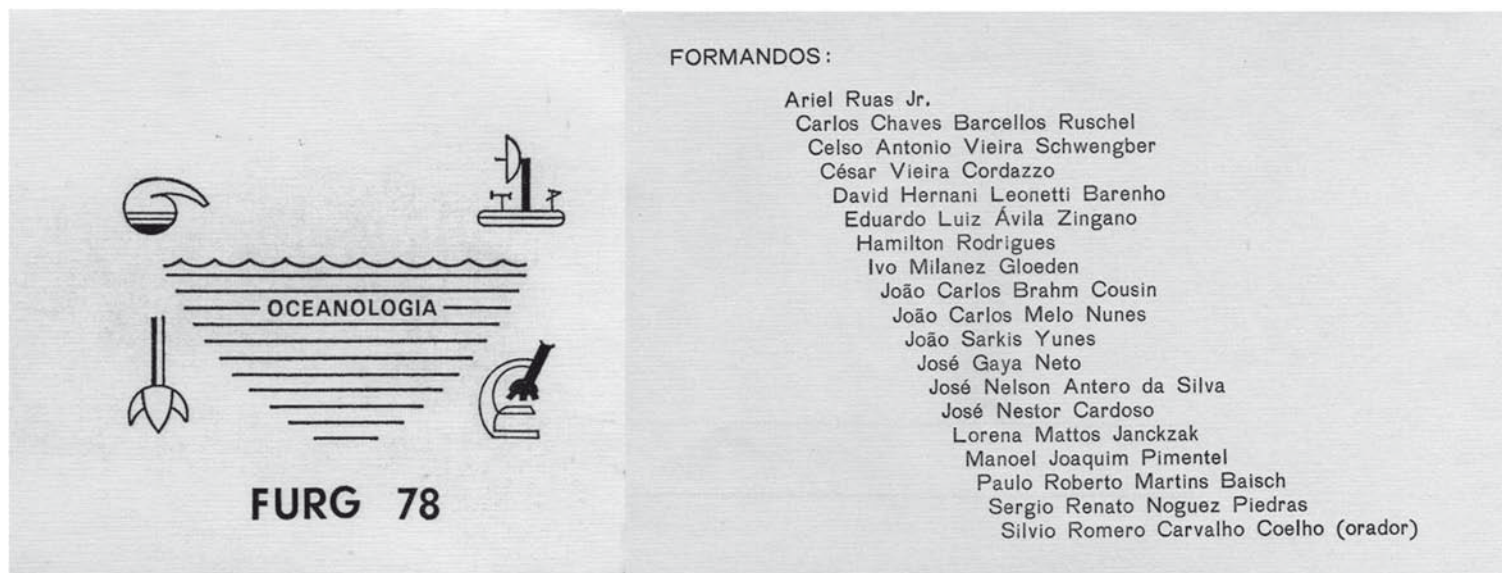 OCEANOLOGIA
FURG 78
FORMANDOS:
Ariel Ruas Jr.
Carlos Chaves Barcellos Ruschel
Celso Antonio Vieira Schwengber
César Vieira Cordazzo
David Hernani Leonetti Barenho
Eduardo Luiz Ávila Zingano
Hamilton Rodrigues
Ivo Milanez Gloeden
João Carlos Brahm Cousin
João Carlos Melo Nunes
João Sarkis Yunes
José Gaya Neto
José Nelson Antero da Silva
José Nestor Cardoso
Lorena Mattos Janckzak
Manoel Joaquim Pimentel
Paulo Roberto Martins Baisch
Sergio Renato Noguez Piedras
Silvio Romero Carvalho Coelho (orador)